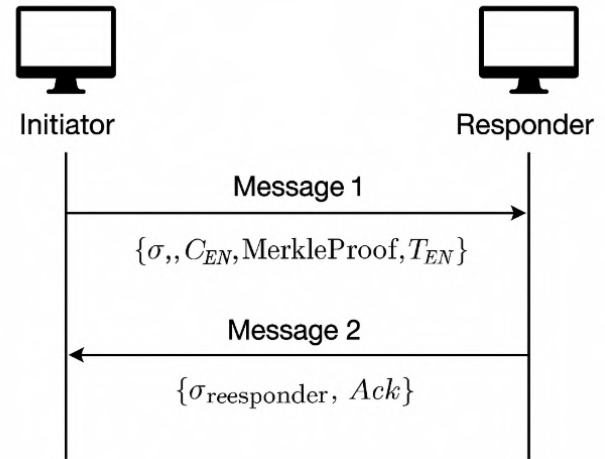 Initiator
Responder
Message 1
{σ,, C_EN, MerkleProof, T_EN}
Message 2
{σ_reesponder, Ack}